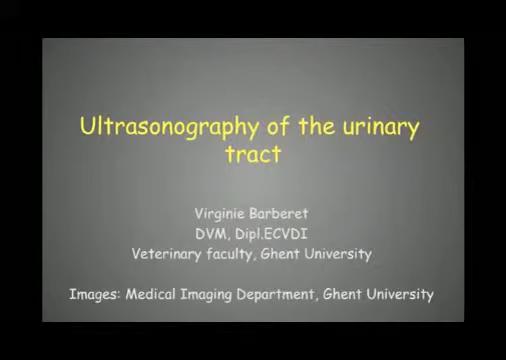 Ultrasonography of the urinary
tract
Virginie Barberet
DVM, Dipl.ECVDI
Veterinary faculty, Ghent University
Images: Medical Imaging Department, Ghent University